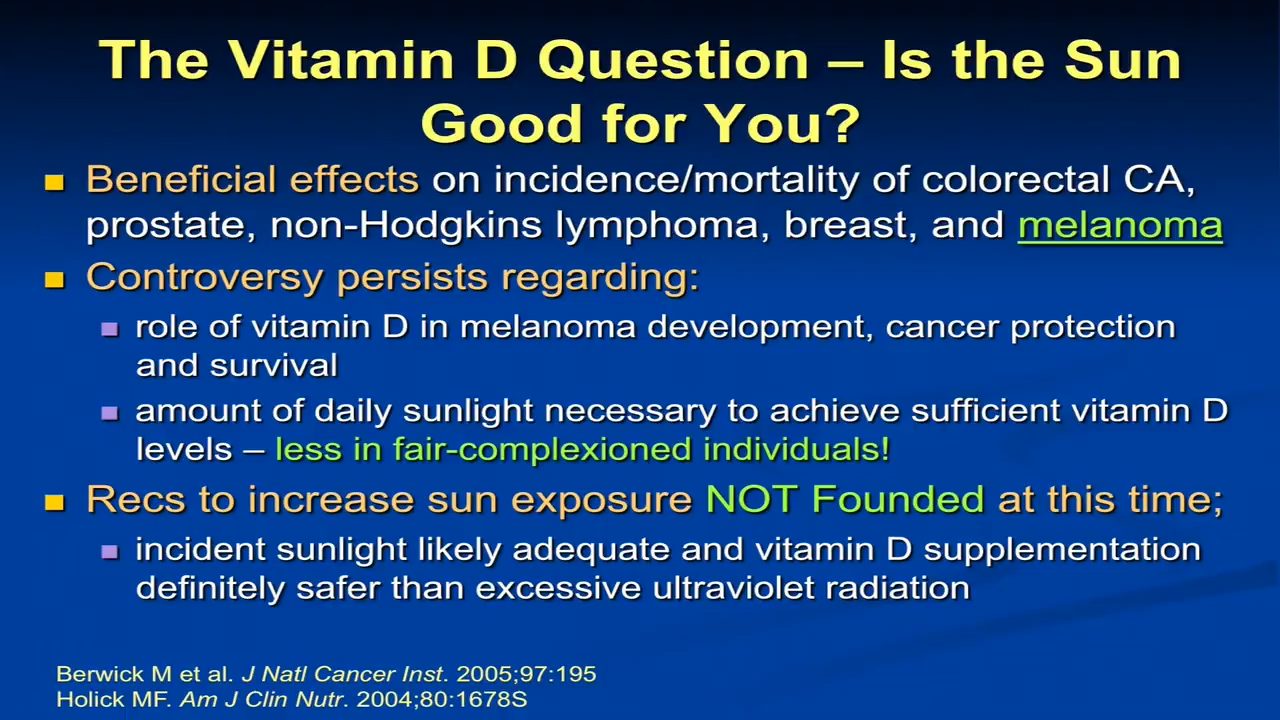 The Vitamin D Question – Is the Sun
Good for You?
Beneficial effects on incidence/mortality of colorectal CA,
prostate, non-Hodgkins lymphoma, breast, and melanoma
Controversy persists regarding:
role of vitamin D in melanoma development, cancer protection
and survival
amount of daily sunlight necessary to achieve sufficient vitamin D
levels – less in fair-complexioned individuals!
Recs to increase sun exposure NOT Founded at this time;
incident sunlight likely adequate and vitamin D supplementation
definitely safer than excessive ultraviolet radiation
Berwick M et al. J Natl Cancer Inst. 2005;97:195
Holick MF. Am J Clin Nutr. 2004;80:1678S